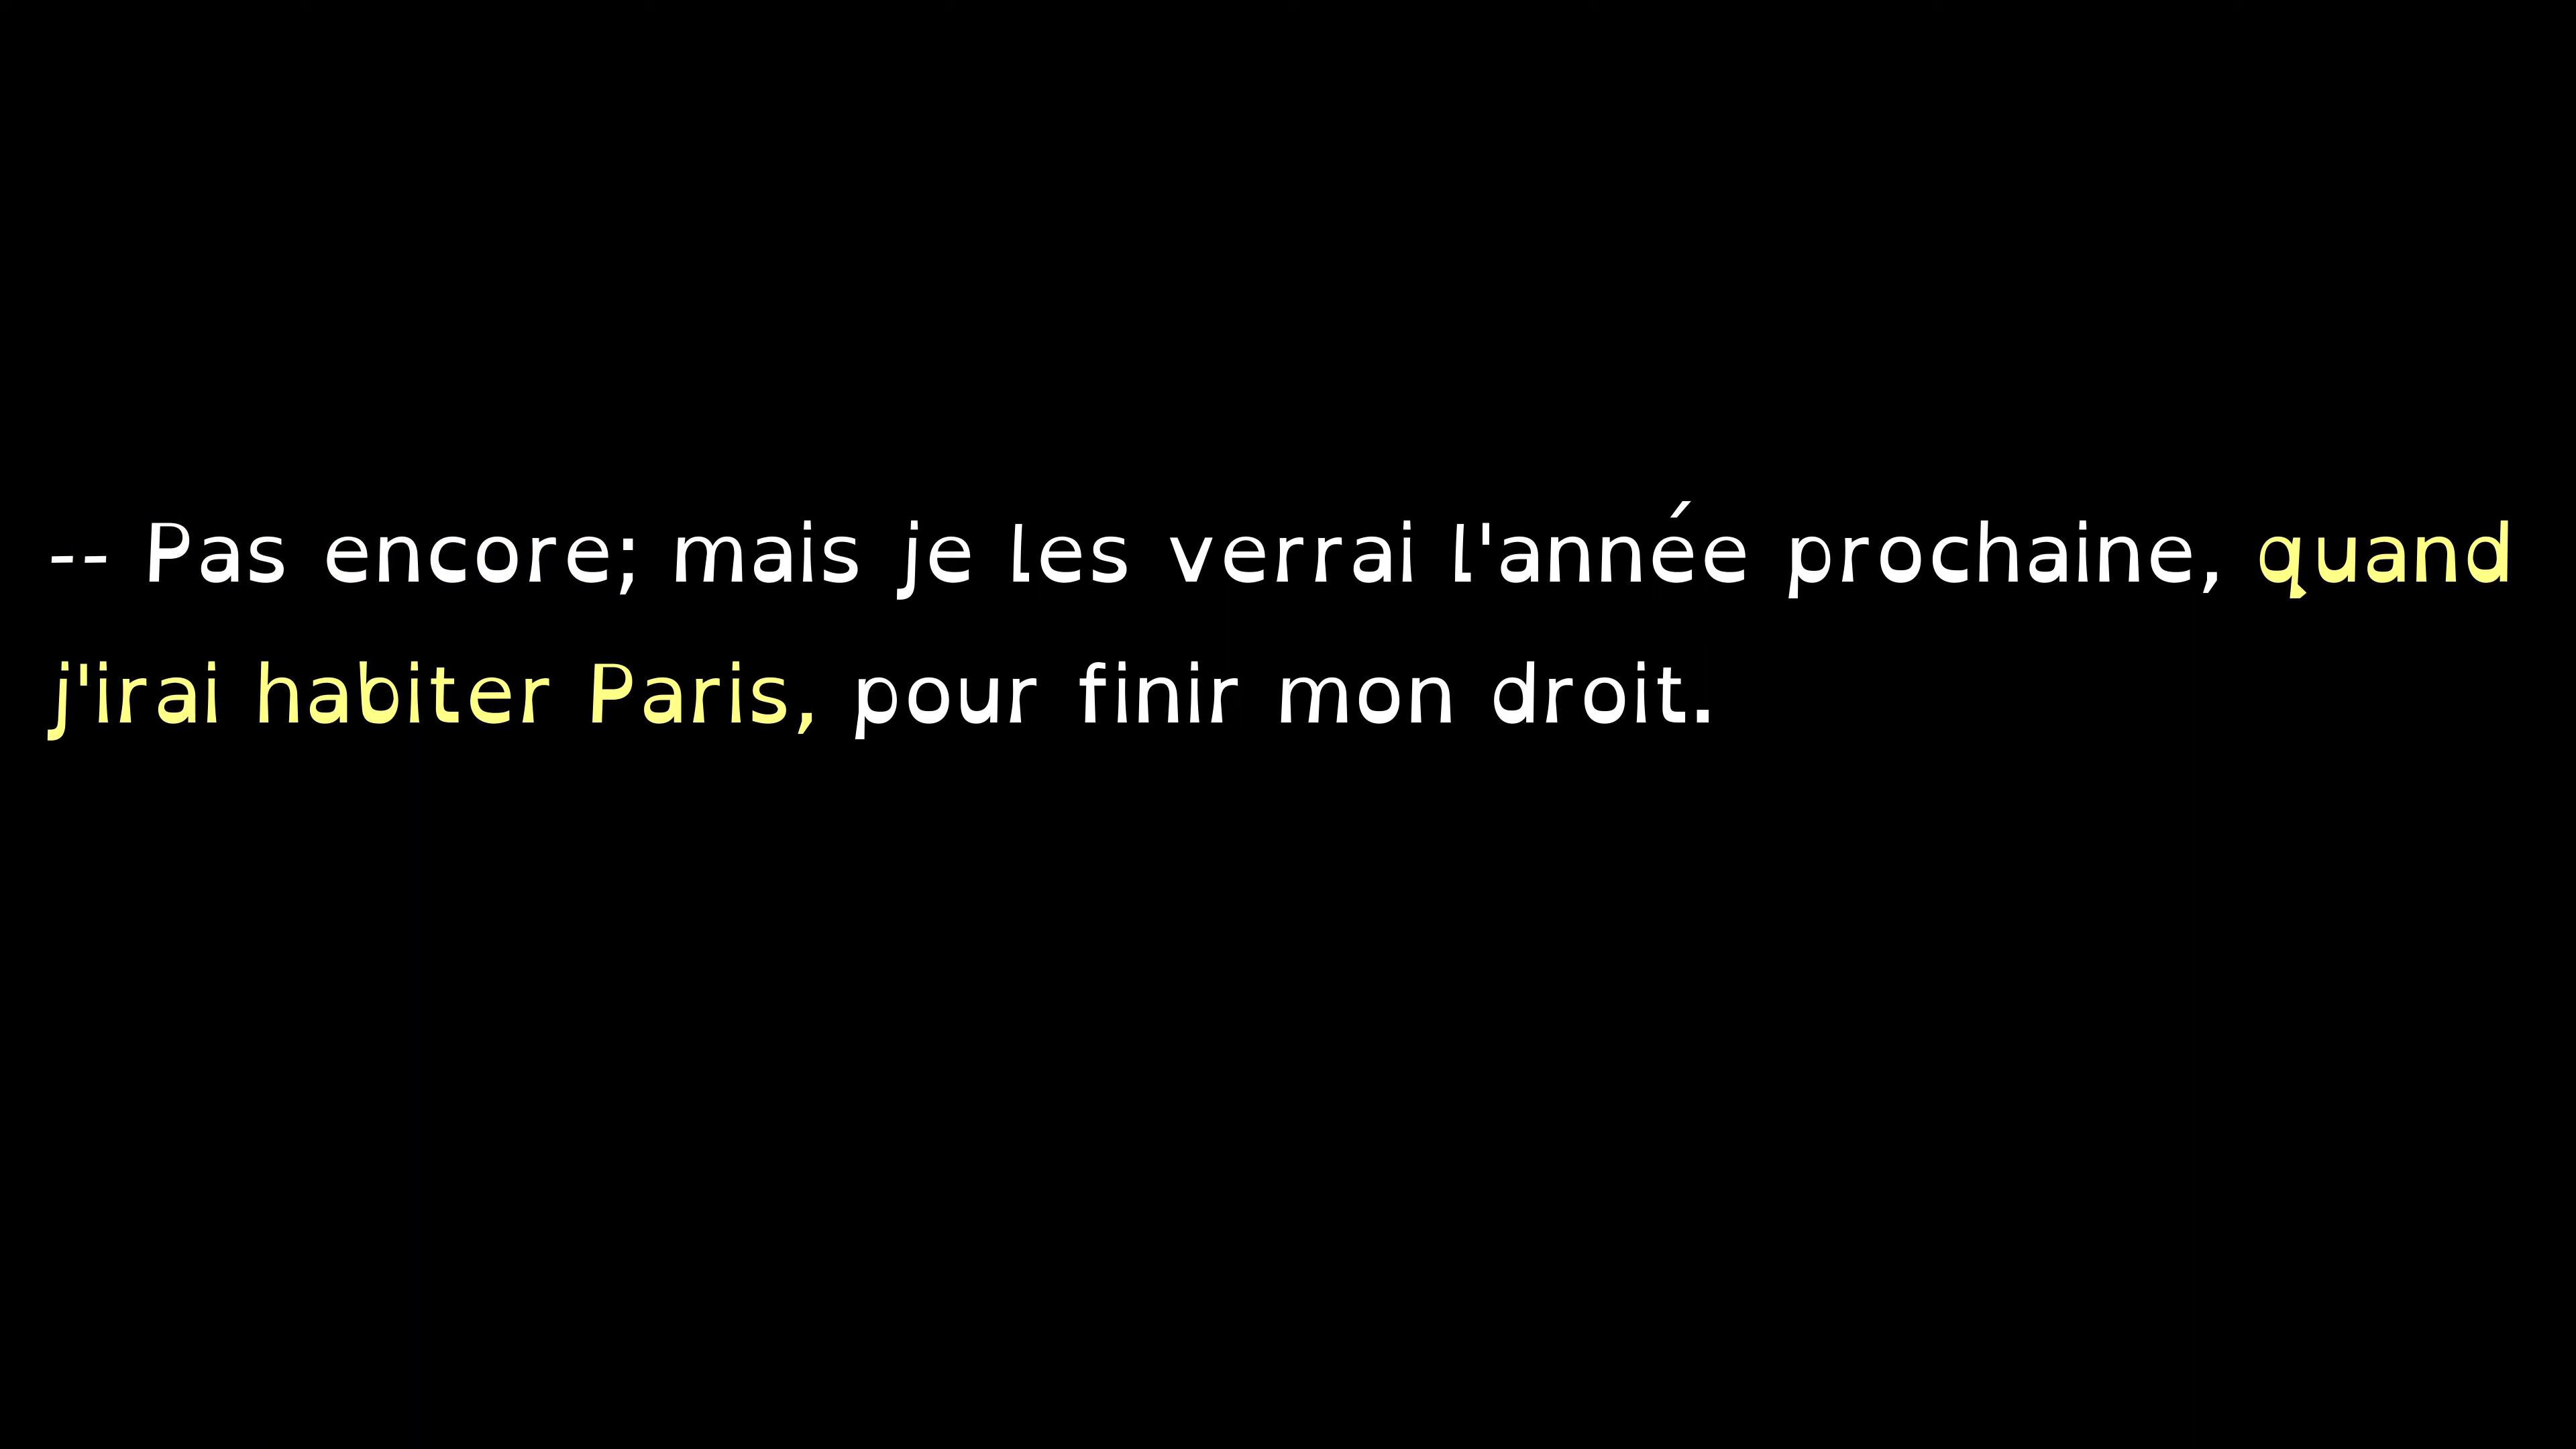 -- Pas encore; mais je les verrai l'année prochaine, quand
j'irai habiter Paris, pour finir mon droit.